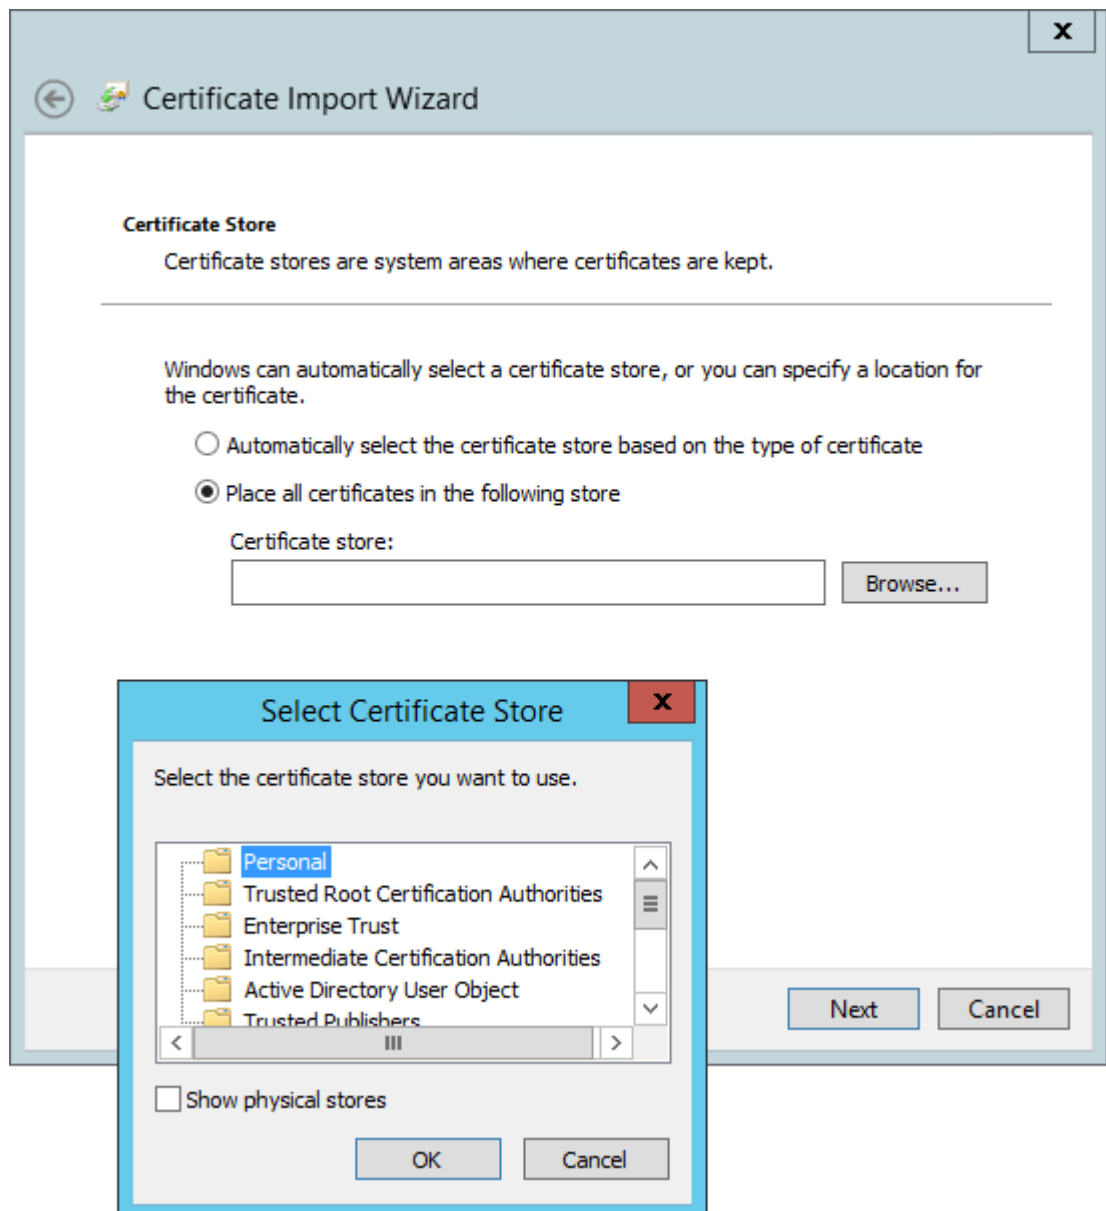 x
Certificate Import Wizard
Certificate Store
Certificate stores are system areas where certificates are kept.
Windows can automatically select a certificate store, or you can specify a location for
the certificate.
Automatically select the certificate store based on the type of certificate
Place all certificates in the following store
Certificate store:
Browse...
Select Certificate Store
x
Select the certificate store you want to use.
Personal
Trusted Root Certification Authorities
Enterprise Trust
Intermediate Certification Authorities
Active Directory User Object
Trusted Publishers
Show physical stores
OK
Cancel
Next
Cancel